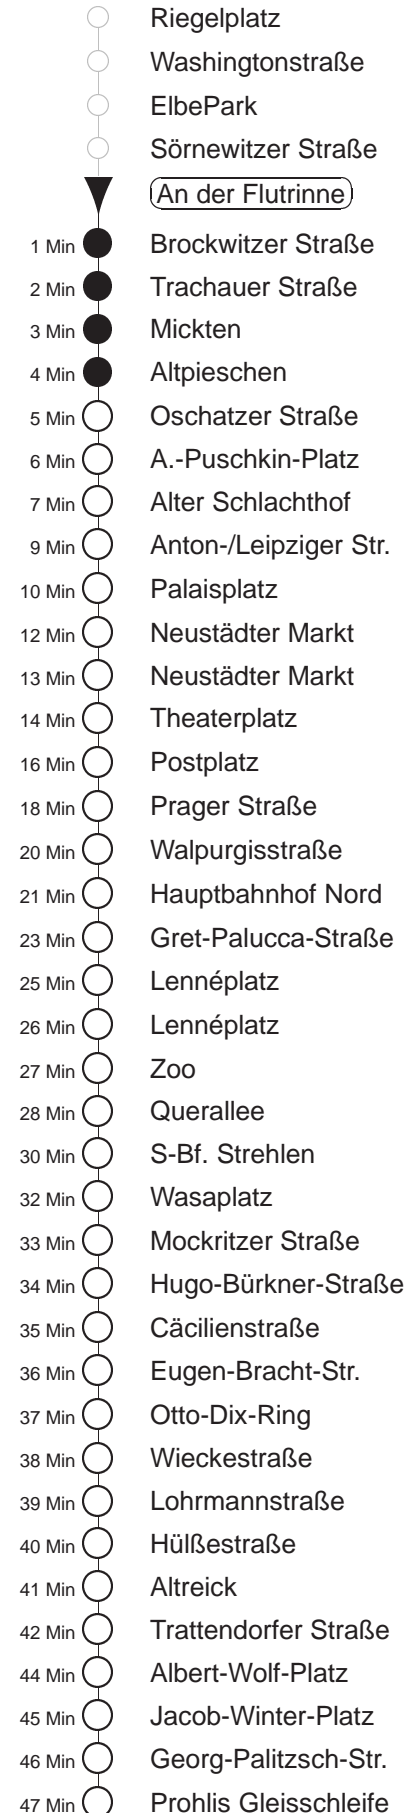 Riegelplatz
Washingtonstraße
ElbePark
Sörnewitzer Straße
An der Flutrinne
1 Min Brockwitzer Straße
2 Min Trachauer Straße
3 Min Mickten
4 Min Altpieschen
5 Min Oschatzer Straße
6 Min A.-Puschkin-Platz
7 Min Alter Schlachthof
9 Min Anton-/Leipziger Str.
10 Min Palaisplatz
12 Min Neustädter Markt
13 Min Neustädter Markt
14 Min Theaterplatz
16 Min Postplatz
18 Min Prager Straße
20 Min Walpurgisstraße
21 Min Hauptbahnhof Nord
23 Min Gret-Palucca-Straße
25 Min Lennéplatz
26 Min Lennéplatz
27 Min Zoo
28 Min Querallee
30 Min S-Bf. Strehlen
32 Min Wasaplatz
33 Min Mockritzer Straße
34 Min Hugo-Bürkner-Straße
35 Min Cäcilienstraße
36 Min Eugen-Bracht-Str.
37 Min Otto-Dix-Ring
38 Min Wieckestraße
39 Min Lohrmannstraße
40 Min Hülßestraße
41 Min Altreick
42 Min Trattendorfer Straße
44 Min Albert-Wolf-Platz
45 Min Jacob-Winter-Platz
46 Min Georg-Palitzsch-Str.
47 Min Prohlis Gleisschleife